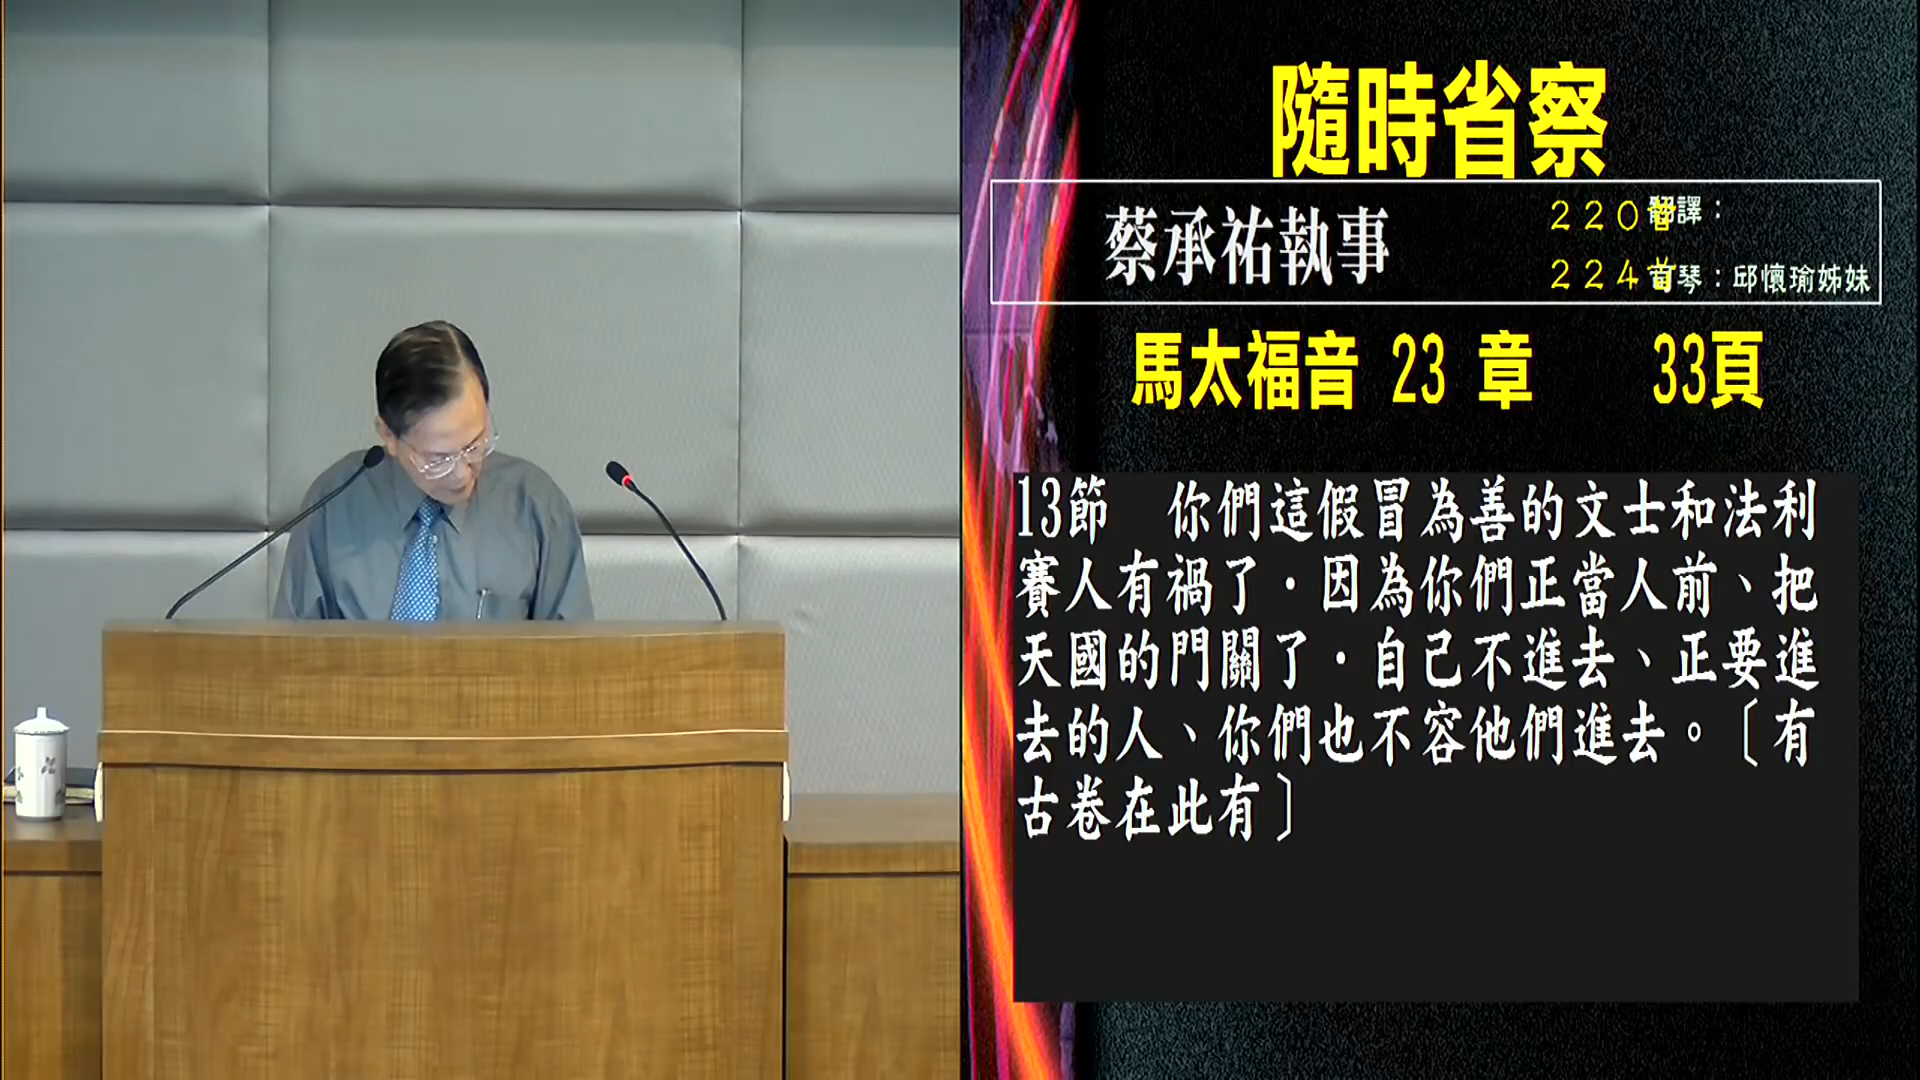 隨時省察
蔡承祐執事
220首 翻譯：
224首 司琴：邱懷瑜姊妹
馬太福音 23 章 33頁
13節 你們這假冒為善的文士和法利
賽人有禍了．因為你們正當人前、把
天國的門關了．自己不進去、正要進
去的人、你們也不容他們進去。〔有
古卷在此有〕